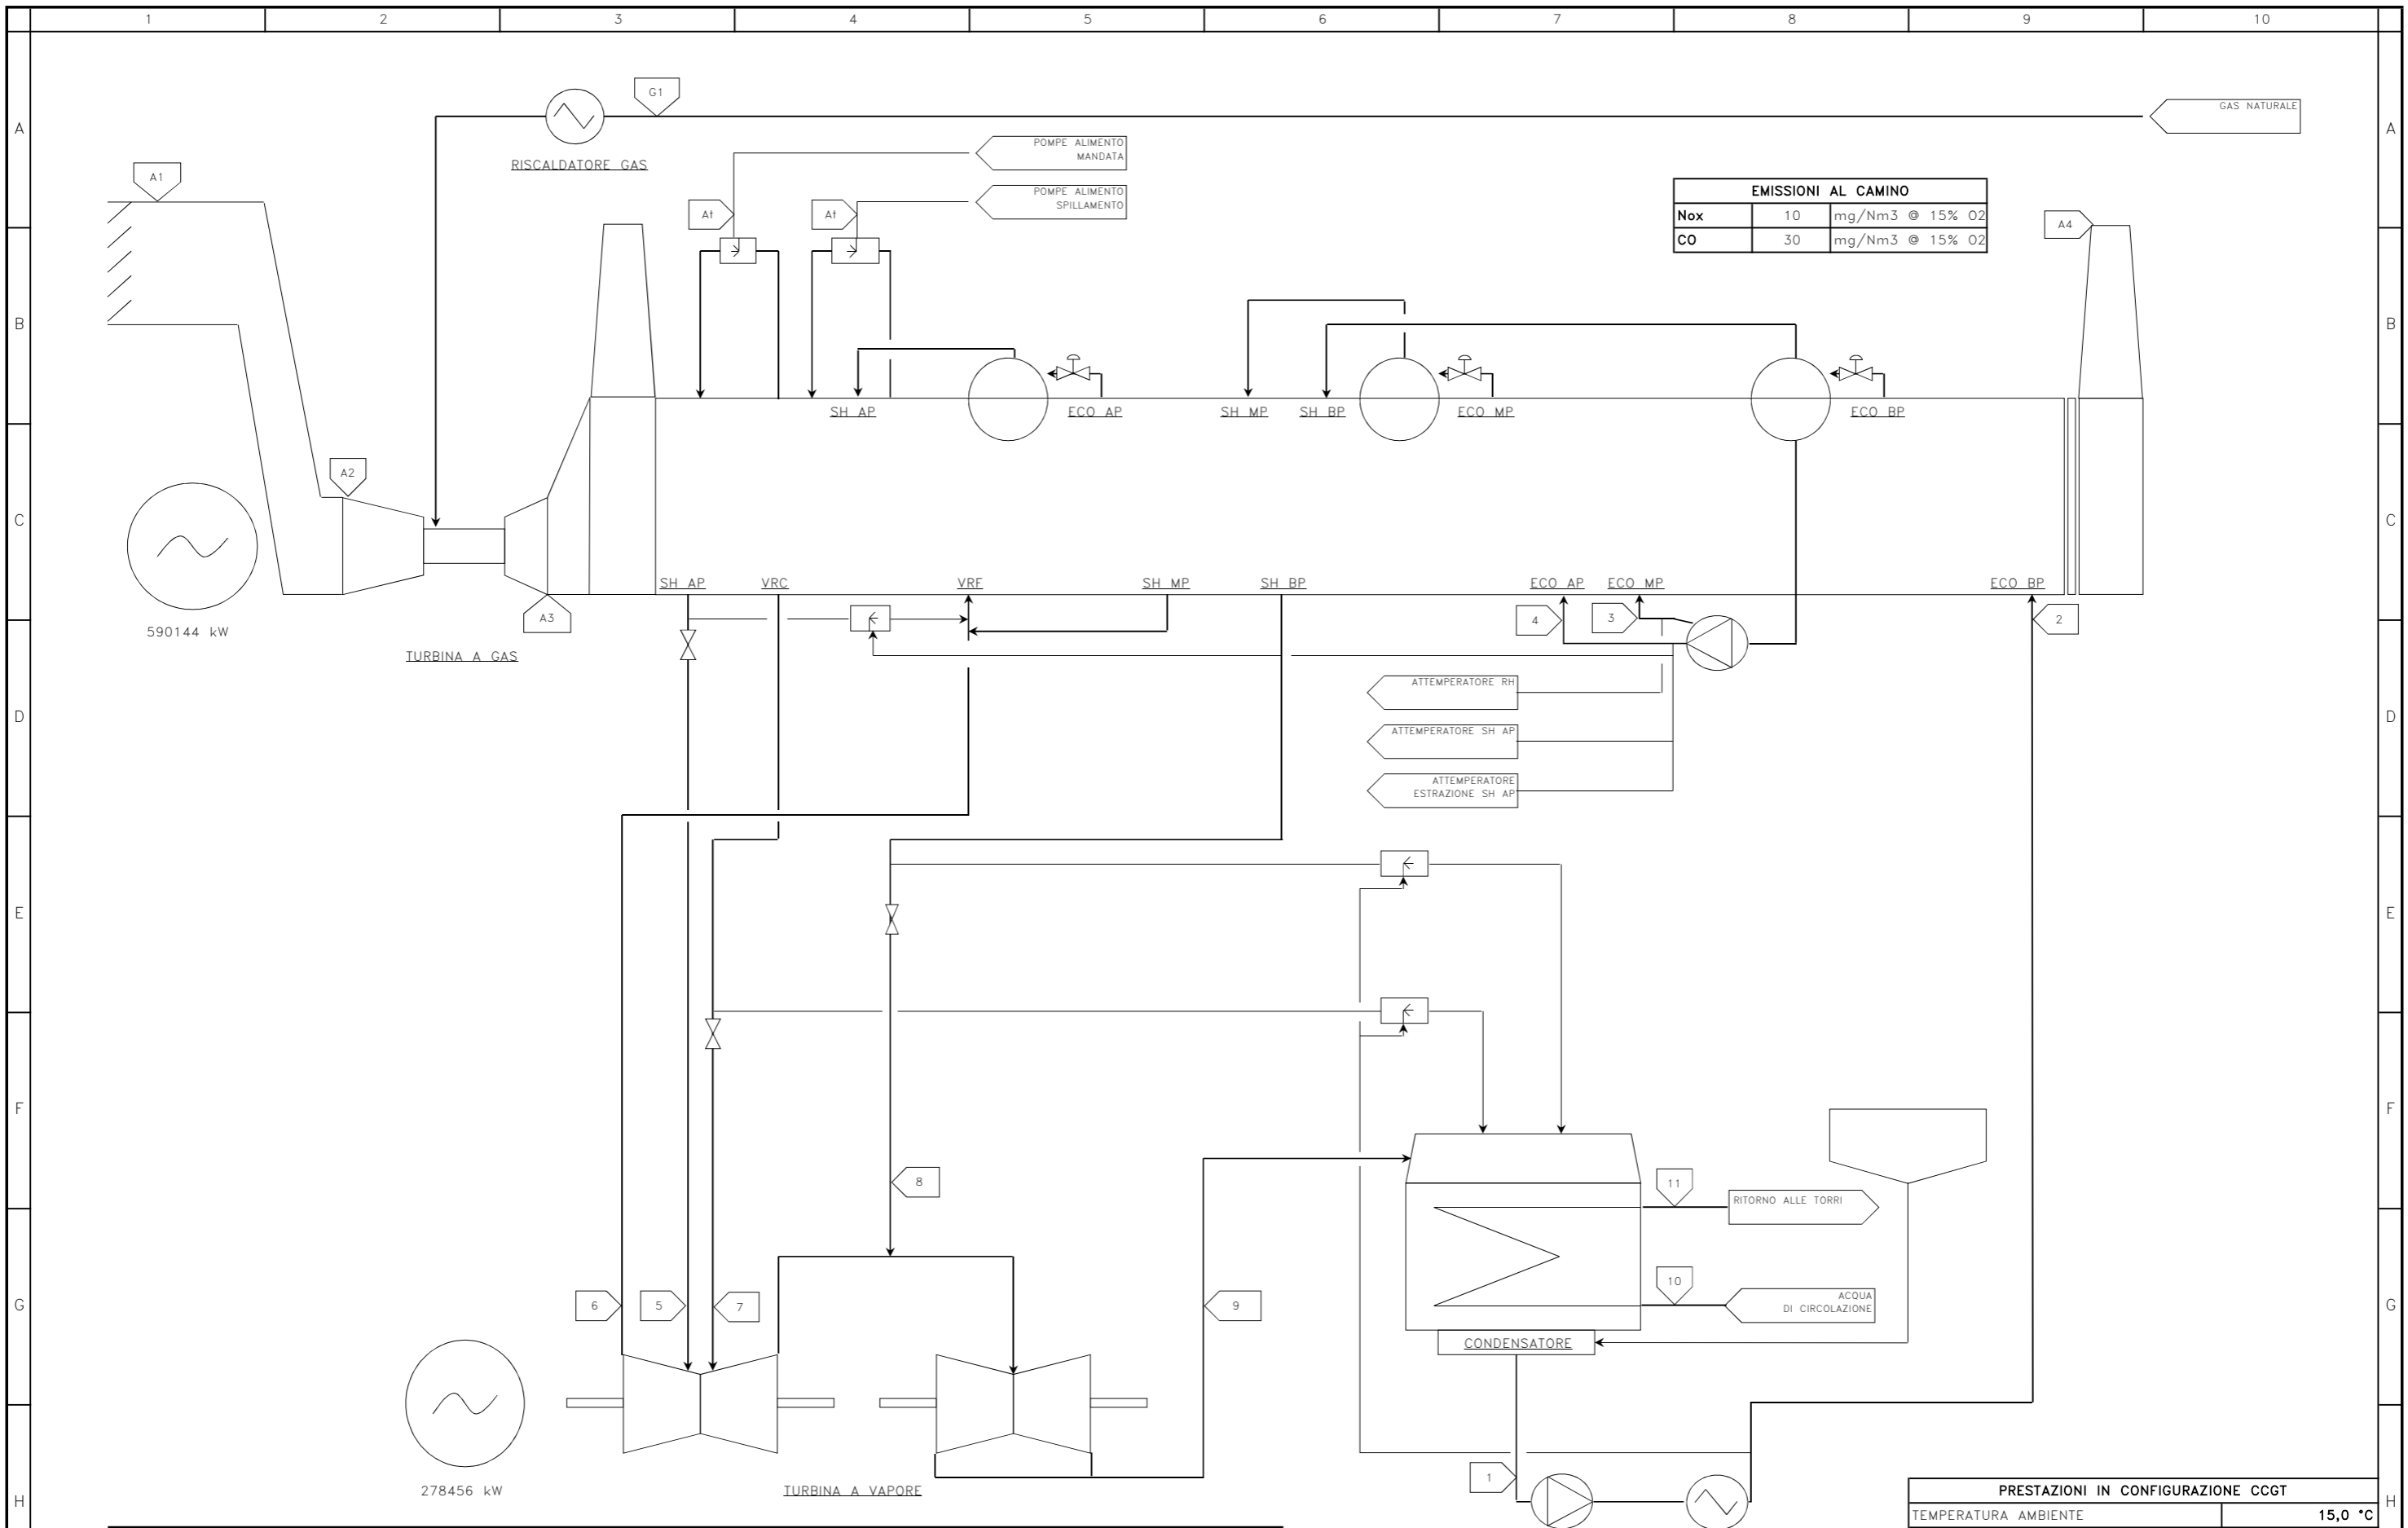 1 2 3 4 5 6 7 8 9 10
A A
G1
GAS NATURALE
RISCALDATORE GAS
POMPE ALIMENTO
MANDATA
A1
POMPE ALIMENTO
SPILLAMENTO
EMISSIONI AL CAMINO
Nox 10 mg/Nm3 @ 15% O2
CO 30 mg/Nm3 @ 15% O2
At At
A4
B B
SH AP ECO AP SH MP SH BP ECO MP ECO BP
A2
C C
SH AP VRC VRF SH MP SH BP ECO AP ECO MP ECO BP
A3
4 3 2
590144 kW
TURBINA A GAS
ATTEMPERATORE RH
D D
ATTEMPERATORE SH AP
ATTEMPERATORE
ESTRAZIONE SH AP
E E
F F
8
11
RITORNO ALLE TORRI
10
ACQUA
DI CIRCOLAZIONE
G G
6 5 7 9
CONDENSATORE
1
278456 kW
TURBINA A VAPORE
H H
PRESTAZIONI IN CONFIGURAZIONE CCGT
TEMPERATURA AMBIENTE 15,0 °C